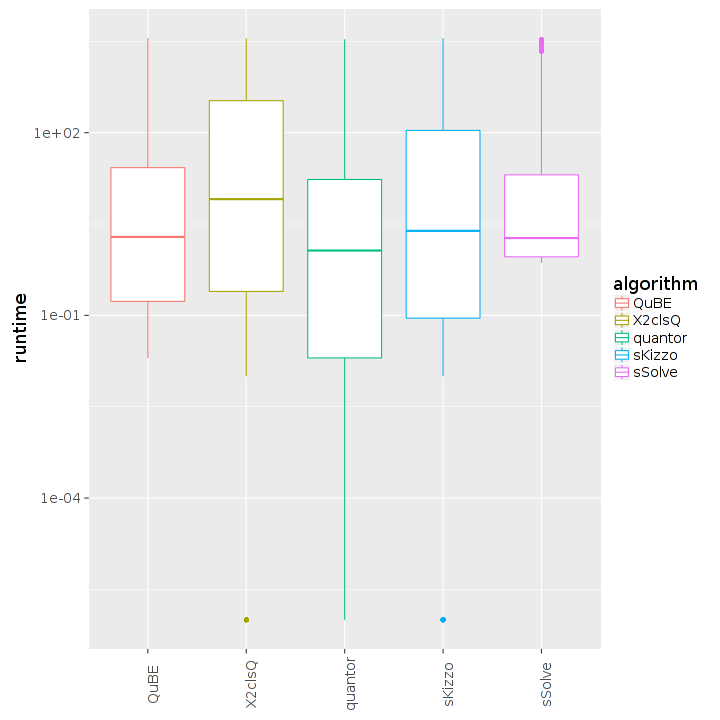 1e+02
1e-01
1e-04
runtime
QuBE
X2clsQ
quantor
sKizzo
sSolve
algorithm
QuBE
X2clsQ
quantor
sKizzo
sSolve